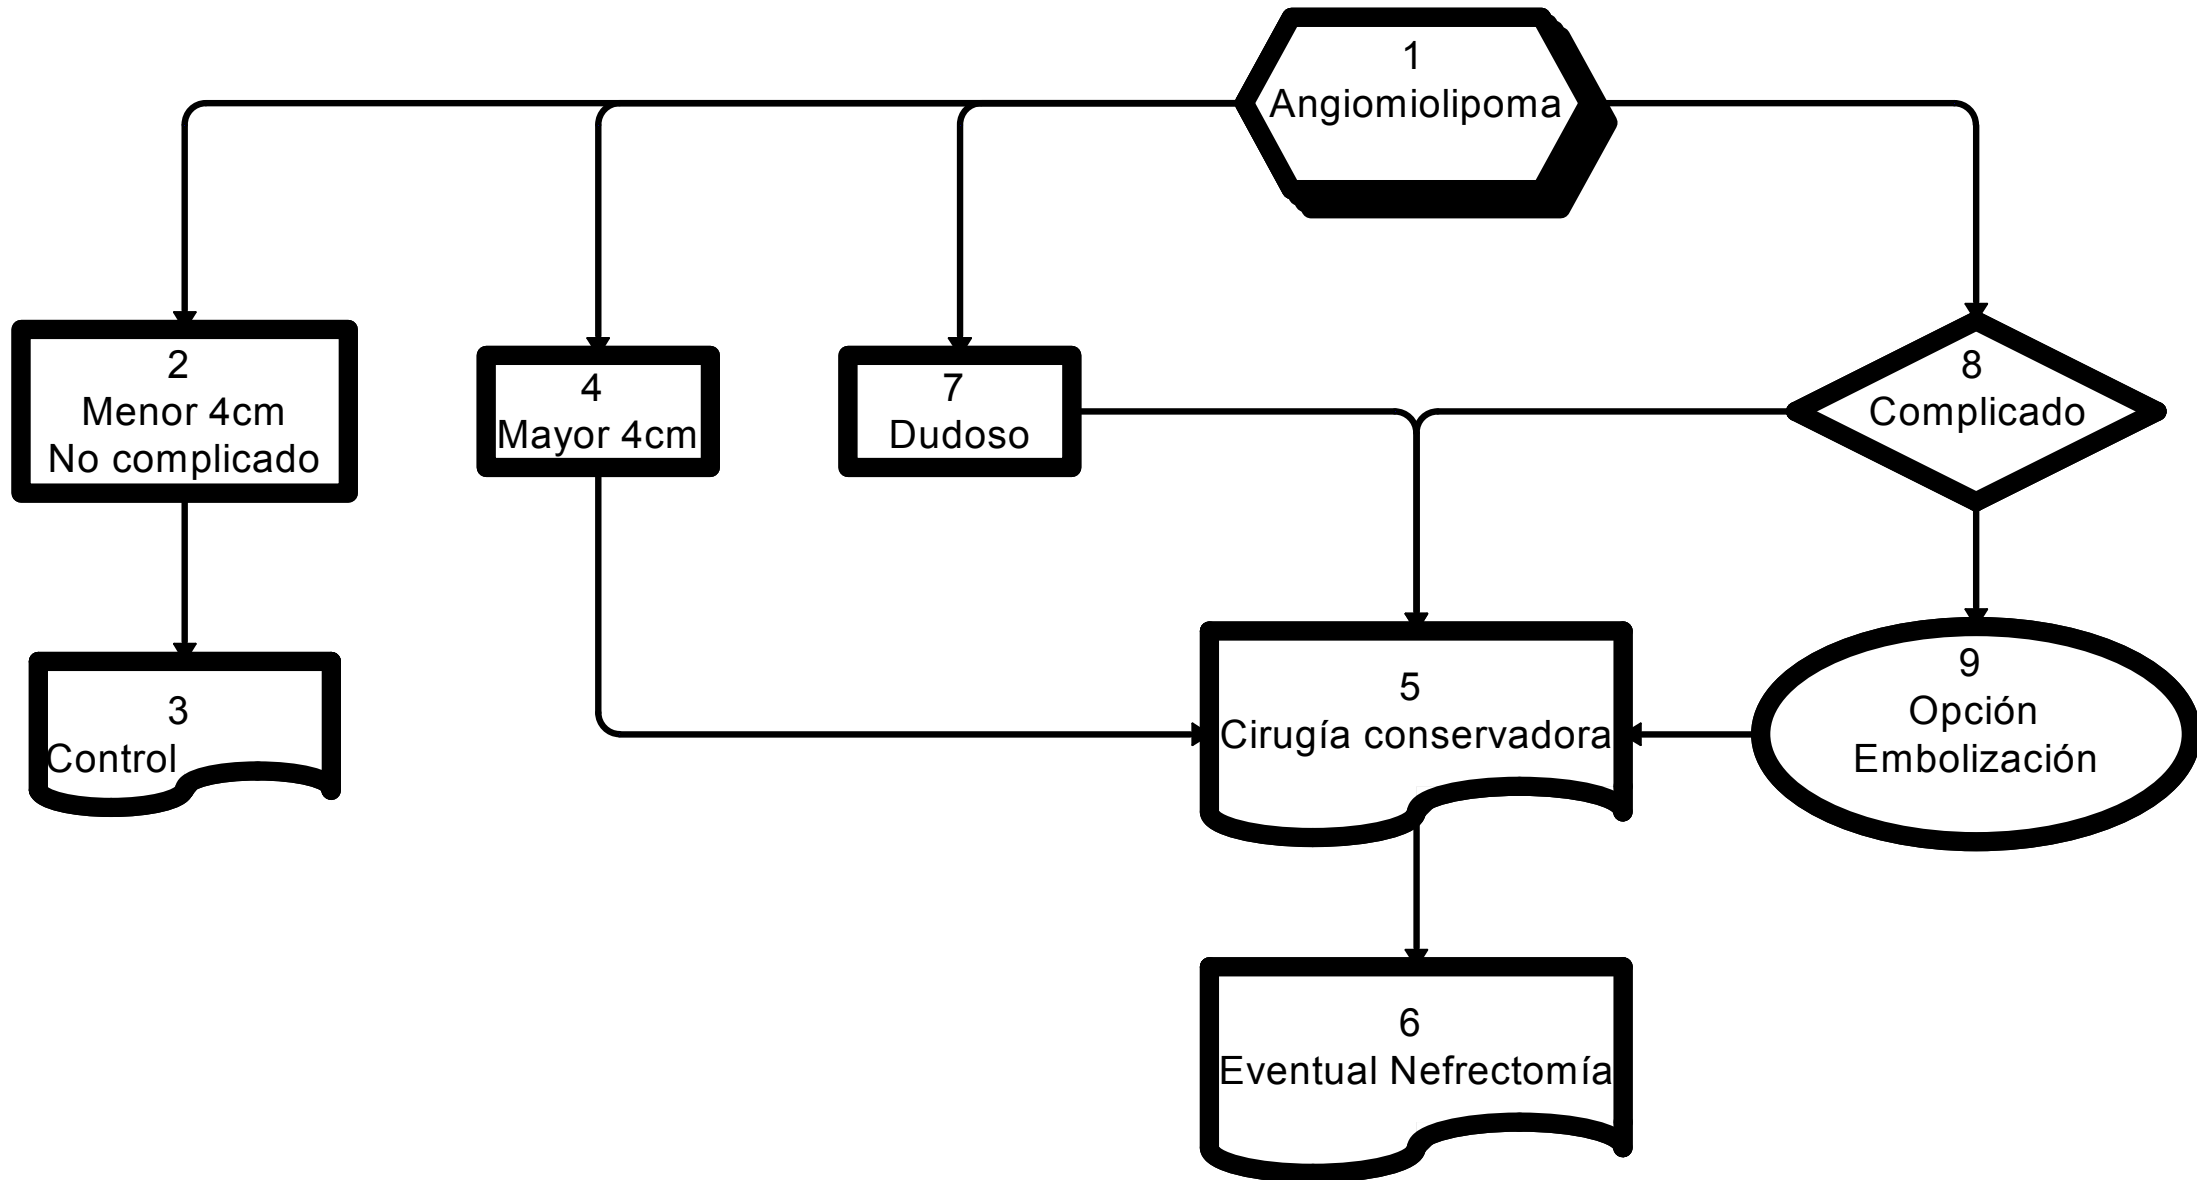 1
Angiomiolipoma
2
Menor 4cm
No complicado
4
Mayor 4cm
7
Dudoso
8
Complicado
3
Control
5
Cirugía conservadora
9
Opción
Embolización
6
Eventual Nefrectomía